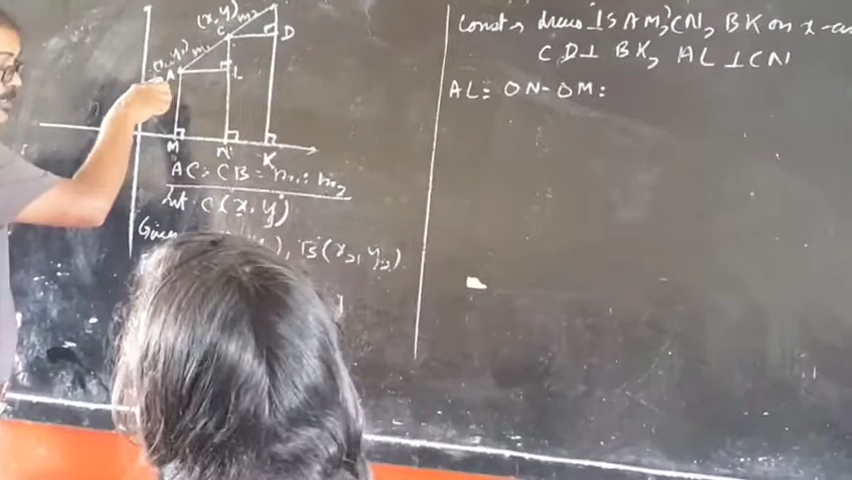 (x, y) m2
C
D
(x1, y1) m1
A
L
M N K
AC : CB = m1 : m2
Let C(x, y)
Given
), B(x2, y2)
Const, draw ⊥s AM, CN, BK on x-
CD ⊥ BK, AL ⊥ CN
AL = ON - OM =